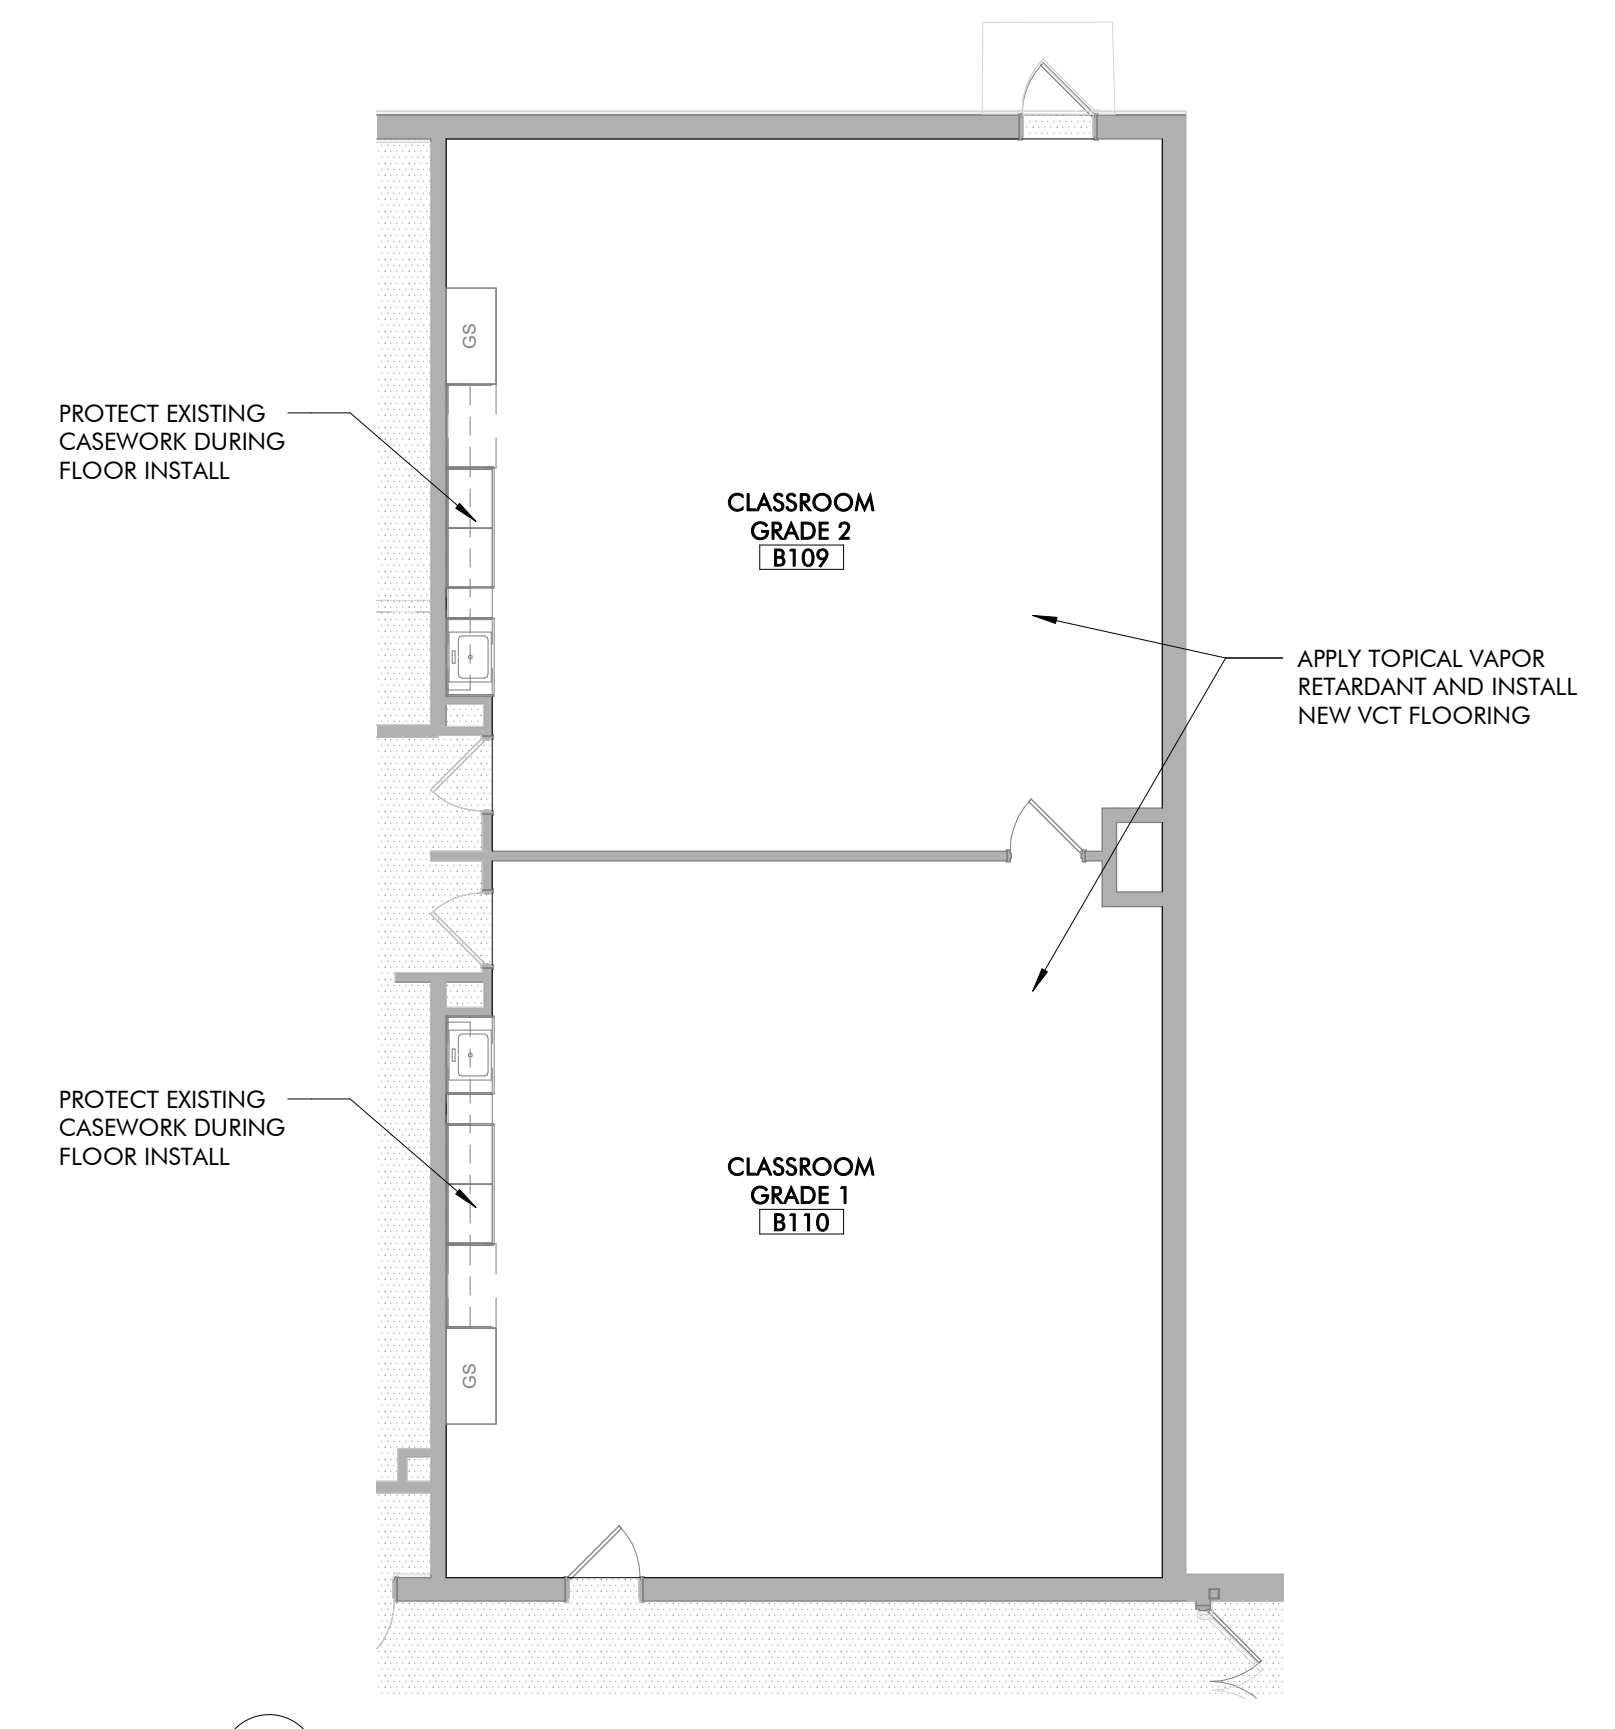 GS
PROTECT EXISTING
CASEWORK DURING
FLOOR INSTALL
CLASSROOM
GRADE 2
B109
APPLY TOPICAL VAPOR
RETARDANT AND INSTALL
NEW VCT FLOORING
PROTECT EXISTING
CASEWORK DURING
FLOOR INSTALL
CLASSROOM
GRADE 1
B110
GS